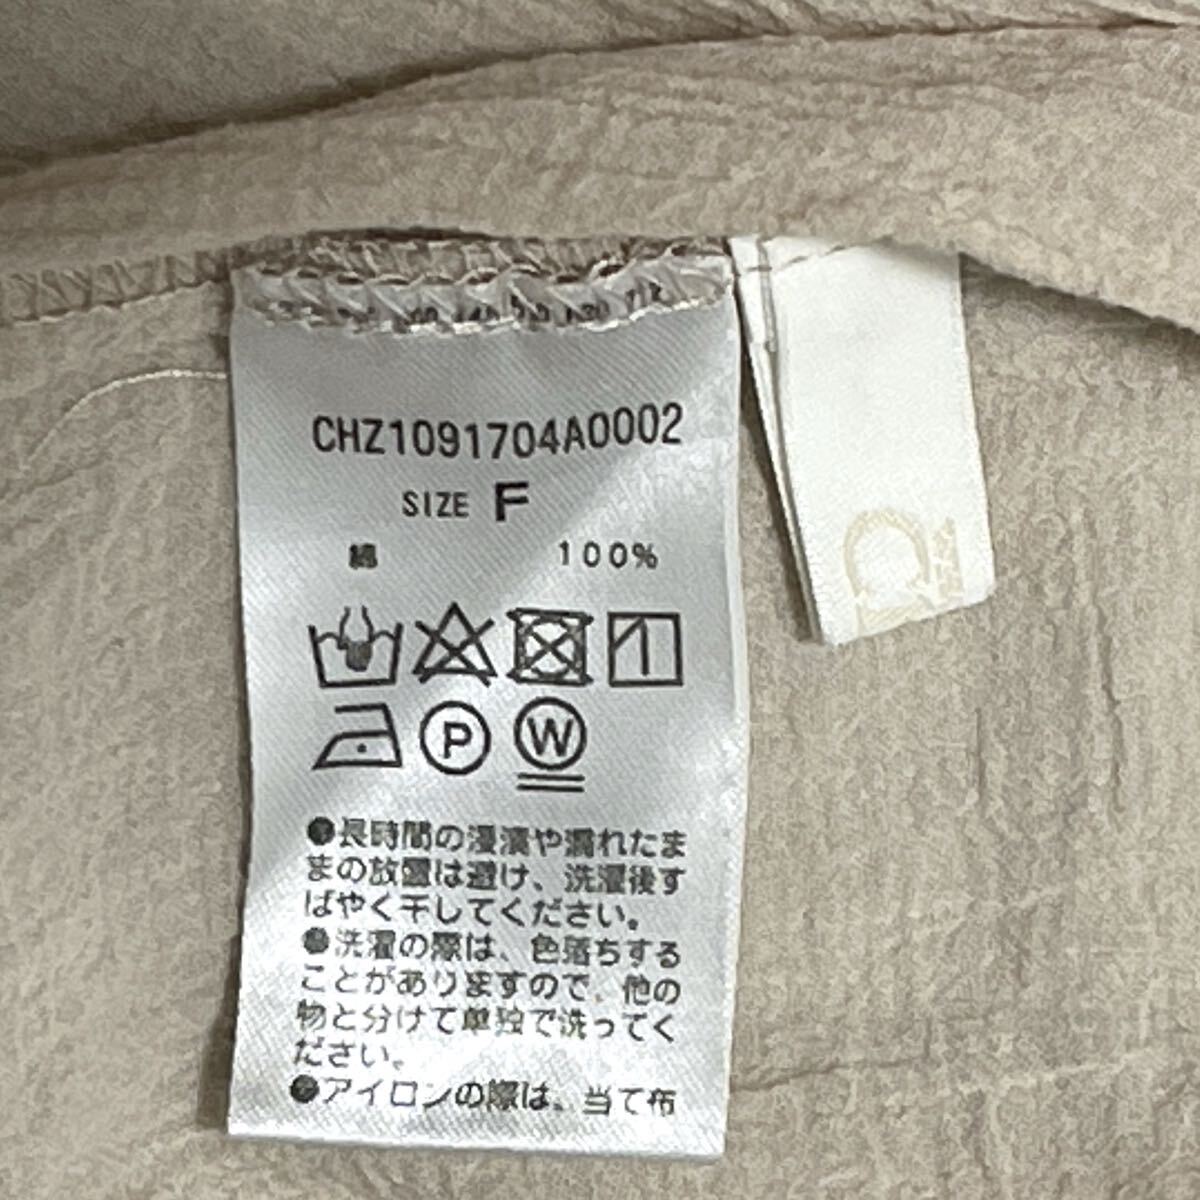 CHZ1091704A0002
SIZE F
綿 100%
P W
●長時間の浸漬や濡れたま
まの放置は避け、洗濯後す
ばやく干してください。
●洗濯の際は、色落ちする
ことがありますので、他の
物と分けて単独で洗ってく
ださい。
●アイロンの際は、当て布